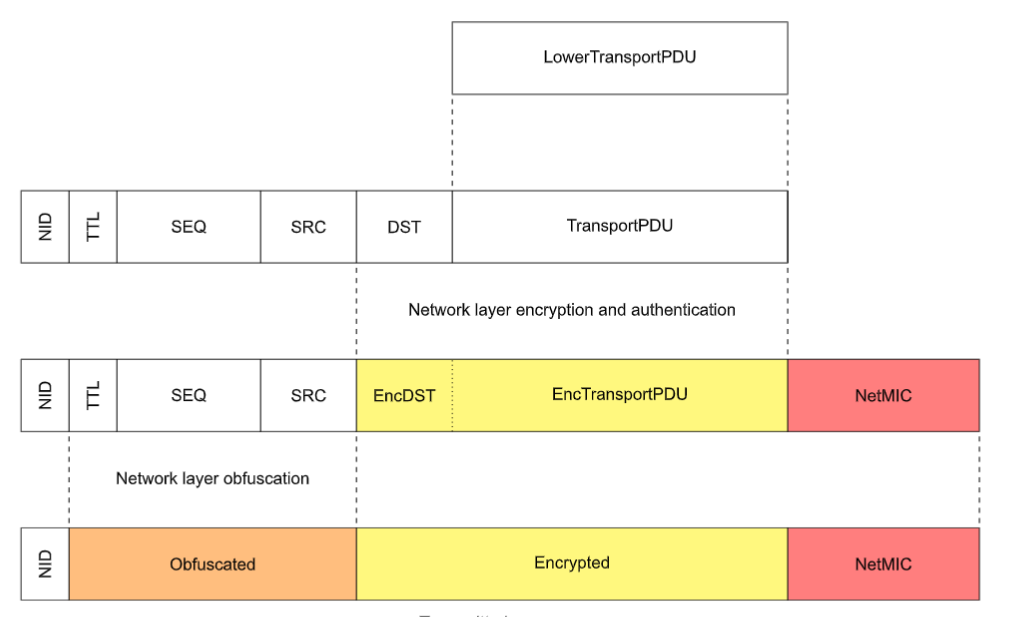 LowerTransportPDU
NID TTL SEQ SRC DST TransportPDU
Network layer encryption and authentication
NID TTL SEQ SRC EncDST EncTransportPDU NetMIC
Network layer obfuscation
NID Obfuscated Encrypted NetMIC